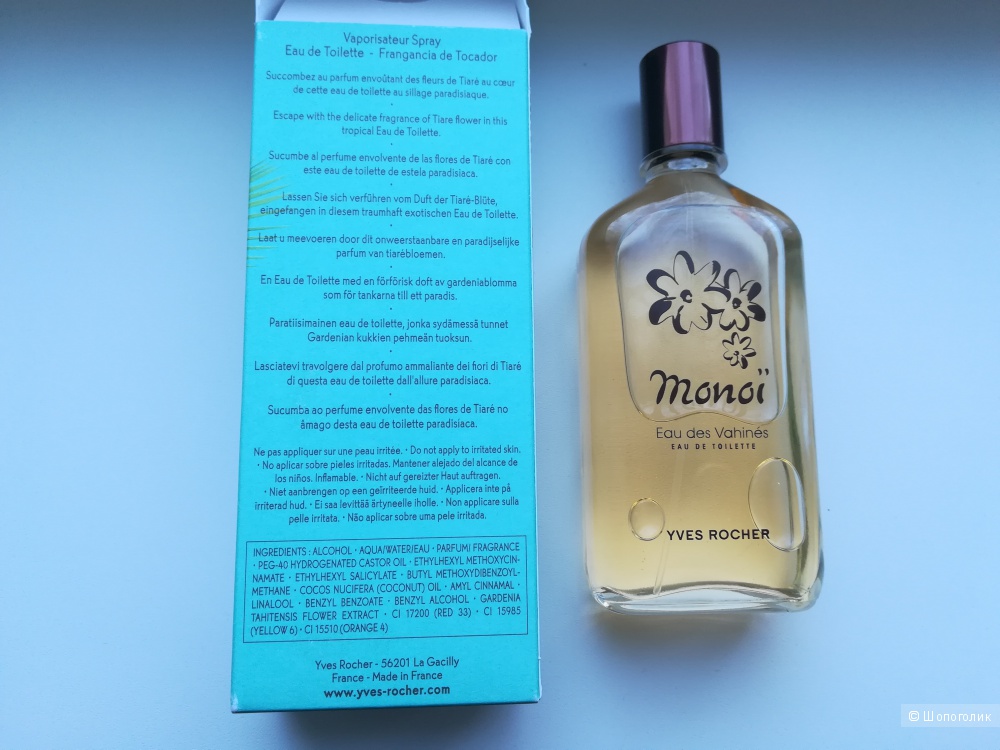 Vaporisateur Spray
Eau de Toilette - Frangancia de Tocador
Succombez au parfum envoûtant des fleurs de Tiaré au cœur
de cette eau de toilette au sillage paradisiaque.
Escape with the delicate fragrance of Tiare flower in this
tropical Eau de Toilette.
Sucumbe al perfume envolvente de las flores de Tiaré con
este eau de toilette de estela paradisiaca.
Lassen Sie sich verführen vom Duft der Tiaré-Blüte,
eingefangen in diesem traumhaft exotischen Eau de Toilette.
Laat u meevoeren door dit onweerstaanbare en paradijselijke
parfum van tiarébloemen.
En Eau de Toilette med en förförisk doft av gardeniablomma
som för tankarna till ett paradis.
Paratiisimainen eau de toilette, jonka sydämessä tunnet
Gardenian kukkien pehmeän tuoksun.
Lasciatevi travolgere dal profumo ammaliante dei fiori di Tiaré
di questa eau de toilette dall'allure paradisiaca.
Sucumba ao perfume envolvente das flores de Tiaré no
âmago desta eau de toilette paradisíaca.
Ne pas appliquer sur une peau irritée. • Do not apply to irritated skin.
• No aplicar sobre pieles irritadas. Mantener alejado del alcance de
los niños. Inflamable. • Nicht auf gereizter Haut auftragen.
• Niet aanbrengen op een geïrriteerde huid. • Applicera inte på
irriterad hud. • Ei saa levittää ärtyneelle iholle. • Non applicare sulla
pelle irritata. • Não aplicar sobre uma pele irritada.
INGREDIENTS : ALCOHOL • AQUA/WATER/EAU • PARFUM/ FRAGRANCE
• PEG-40 HYDROGENATED CASTOR OIL • ETHYLHEXYL METHOXYCIN-
NAMATE • ETHYLHEXYL SALICYLATE • BUTYL METHOXYDIBENZOYL-
METHANE • COCOS NUCIFERA (COCONUT) OIL • AMYL CINNAMAL •
LINALOOL • BENZYL BENZOATE • BENZYL ALCOHOL • GARDENIA
TAHITENSIS FLOWER EXTRACT • CI 17200 (RED 33) • CI 15985
(YELLOW 6) • CI 15510 (ORANGE 4)
Yves Rocher - 56201 La Gacilly
France - Made in France
www.yves-rocher.com
Monoï
Eau des Vahinés
EAU DE TOILETTE
YVES ROCHER
© Шопоголик